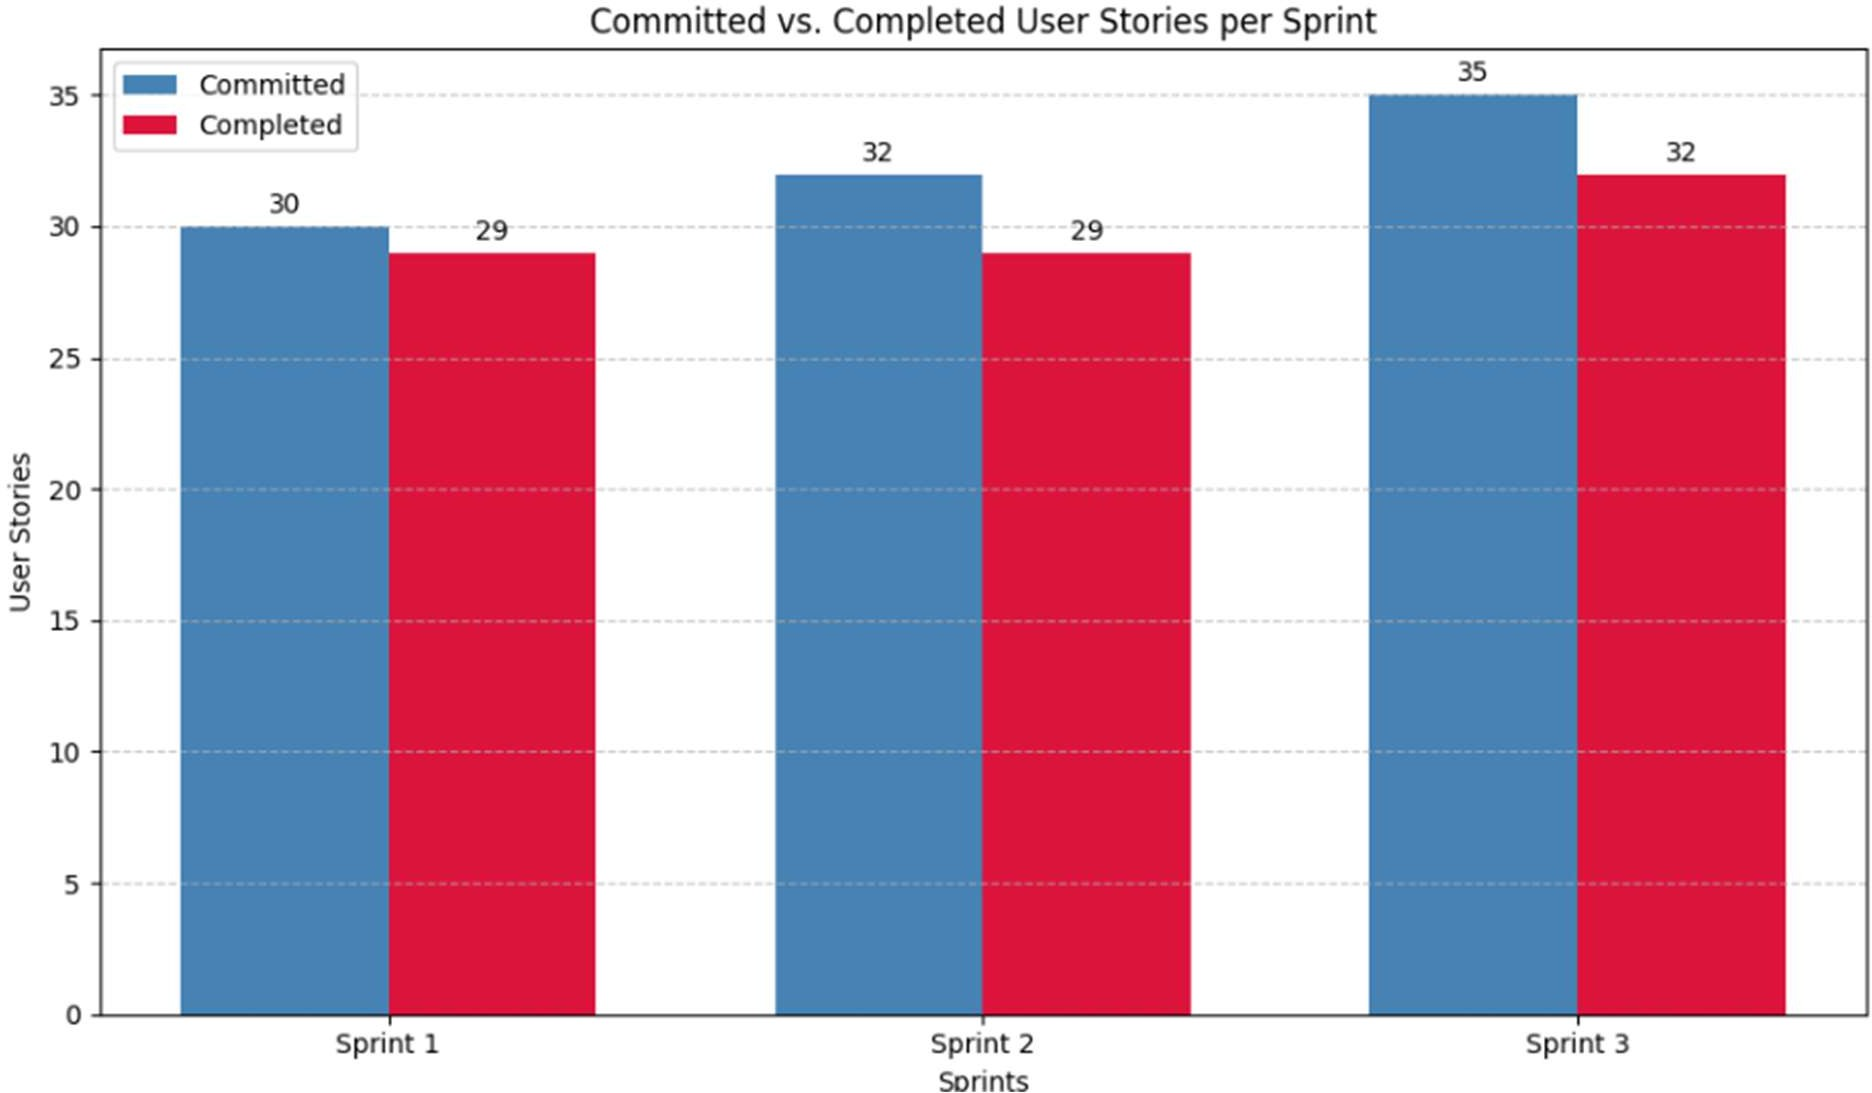 Committed vs. Completed User Stories per Sprint
Committed
Completed
35
30
25
20
15
10
5
0
User Stories
30
29
32
29
35
32
Sprint 1
Sprint 2
Sprint 3
Sprints